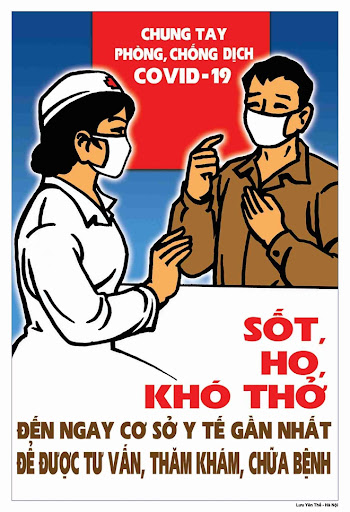 CHUNG TAY
PHÒNG, CHỐNG DỊCH
COVID-19
SỐT,
HO,
KHÓ THỞ
ĐẾN NGAY CƠ SỞ Y TẾ GẦN NHẤT
ĐỂ ĐƯỢC TƯ VẤN, THĂM KHÁM, CHỮA BỆNH
Lưu Yên Thế - Hà Nội